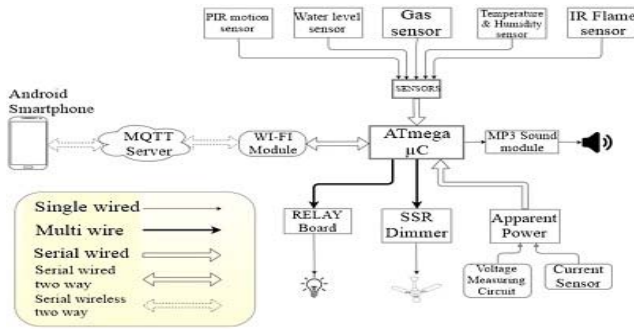 PIR motion
sensor
Water level
sensor
Gas
sensor
Temperature
& Humidity
sensor
IR Flame
sensor
SENSORS
Android
Smartphone
MQTT
Server
WI-FI
Module
ATmega
µC
MP3 Sound
module
RELAY
Board
SSR
Dimmer
Apparent
Power
Voltage
Measuring
Circuit
Current
Sensor
Single wired
Multi wire
Serial wired
Serial wired
two way
Serial wireless
two way